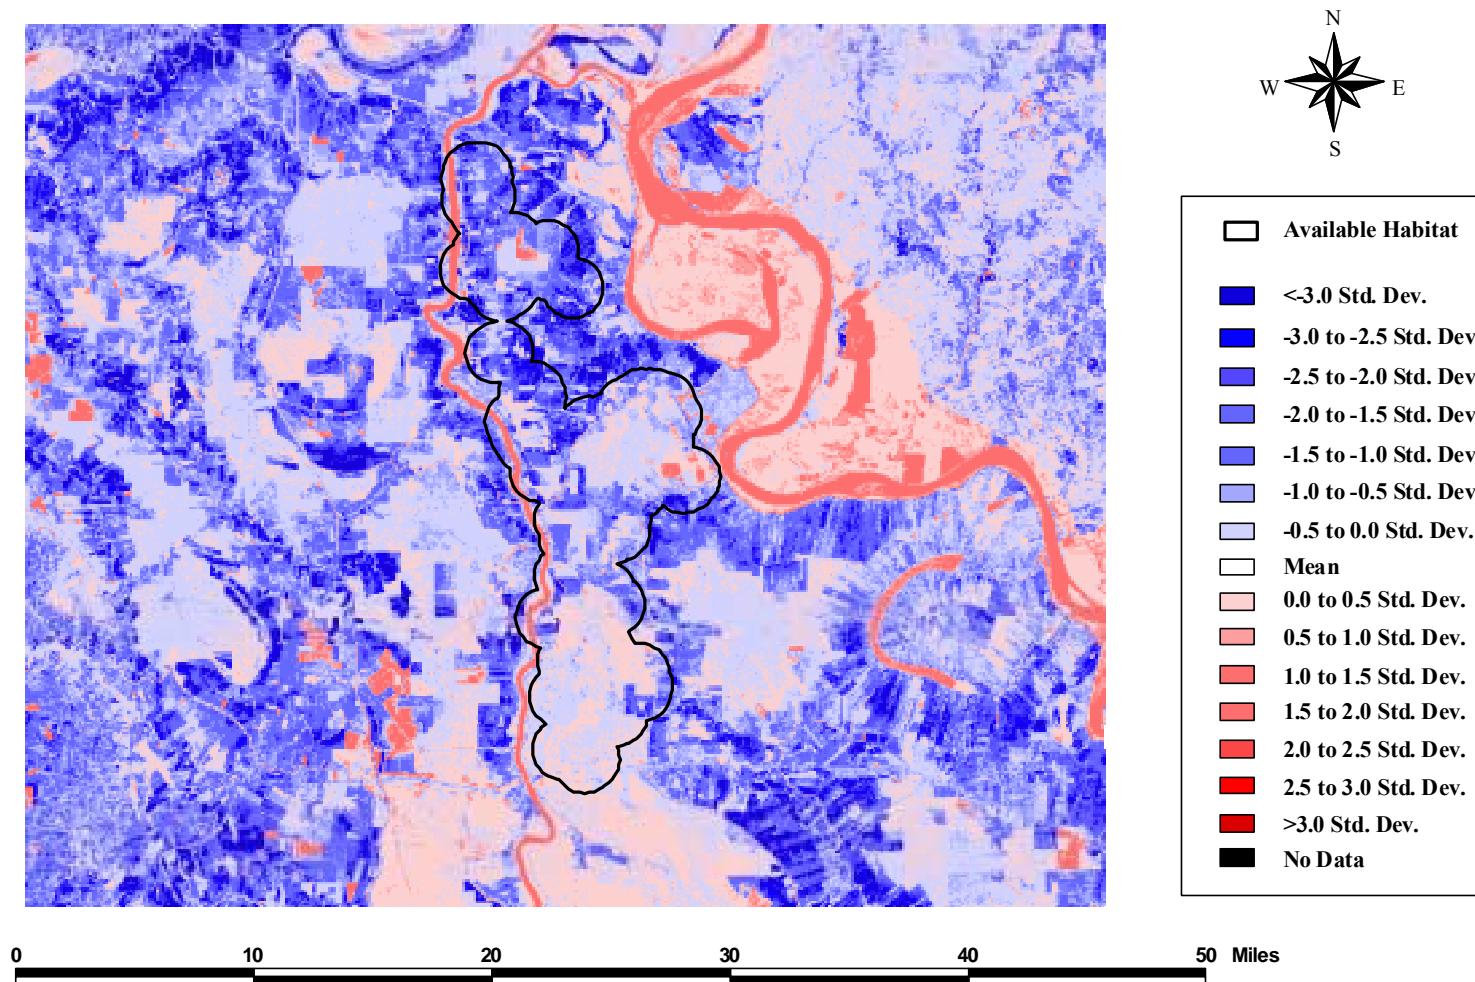 N
W E
S
Available Habitat
<-3.0 Std. Dev.
-3.0 to -2.5 Std. Dev
-2.5 to -2.0 Std. Dev
-2.0 to -1.5 Std. Dev
-1.5 to -1.0 Std. Dev
-1.0 to -0.5 Std. Dev
-0.5 to 0.0 Std. Dev.
Mean
0.0 to 0.5 Std. Dev.
0.5 to 1.0 Std. Dev.
1.0 to 1.5 Std. Dev.
1.5 to 2.0 Std. Dev.
2.0 to 2.5 Std. Dev.
2.5 to 3.0 Std. Dev.
>3.0 Std. Dev.
No Data
0 10 20 30 40 50 Miles